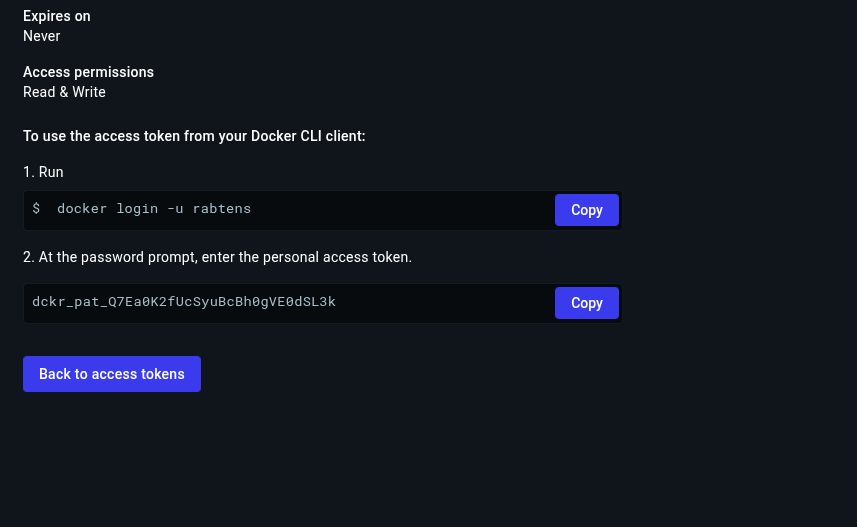 Expires on
Never
Access permissions
Read & Write
To use the access token from your Docker CLI client:
1. Run
$ docker login -u rabtens
Copy
2. At the password prompt, enter the personal access token.
dckr_pat_Q7Ea0K2fUcSyuBcBh0gVE0dSL3k
Copy
Back to access tokens